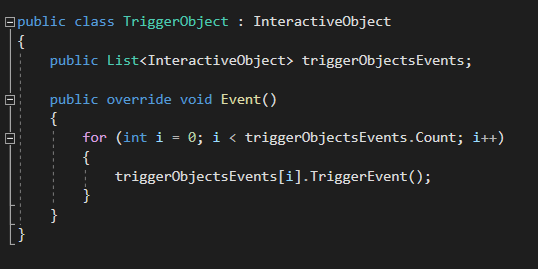 public class TriggerObject : InteractiveObject
{
    public List<InteractiveObject> triggerObjectsEvents;

    public override void Event()
    {
        for (int i = 0; i < triggerObjectsEvents.Count; i++)
        {
            triggerObjectsEvents[i].TriggerEvent();
        }
    }
}